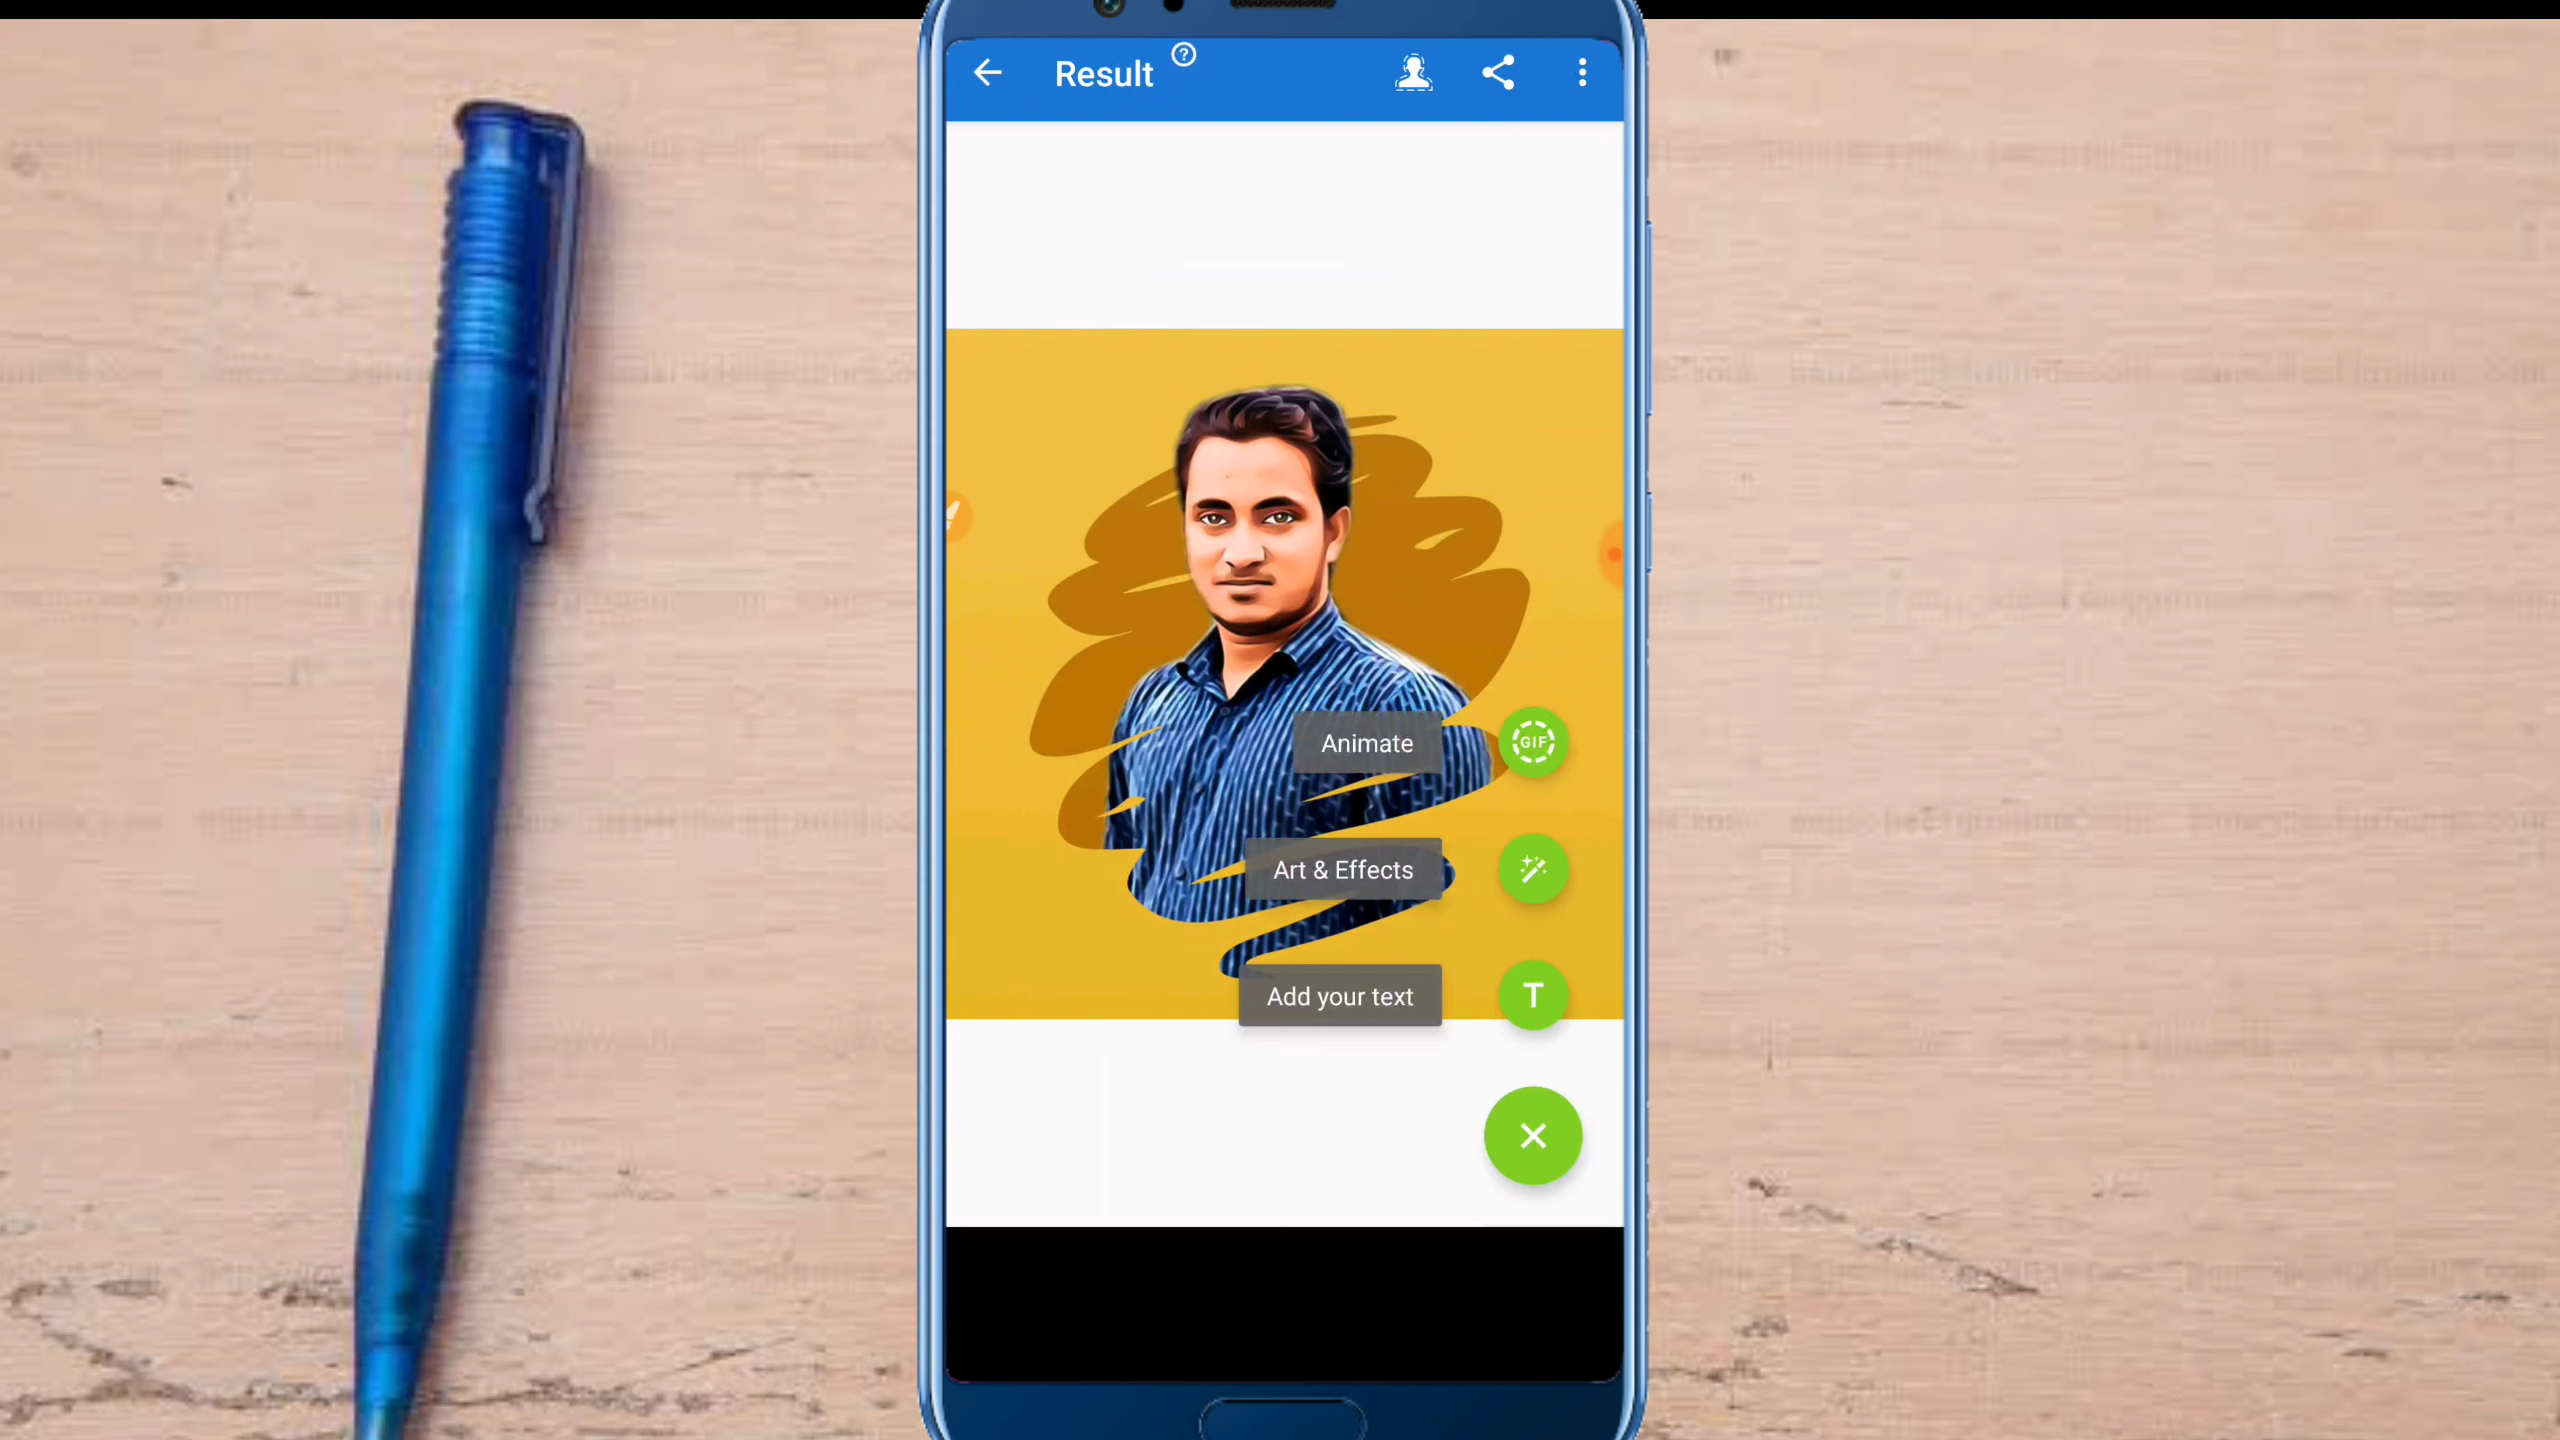 Result
?
Animate
GIF
Art & Effects
Add your text
T